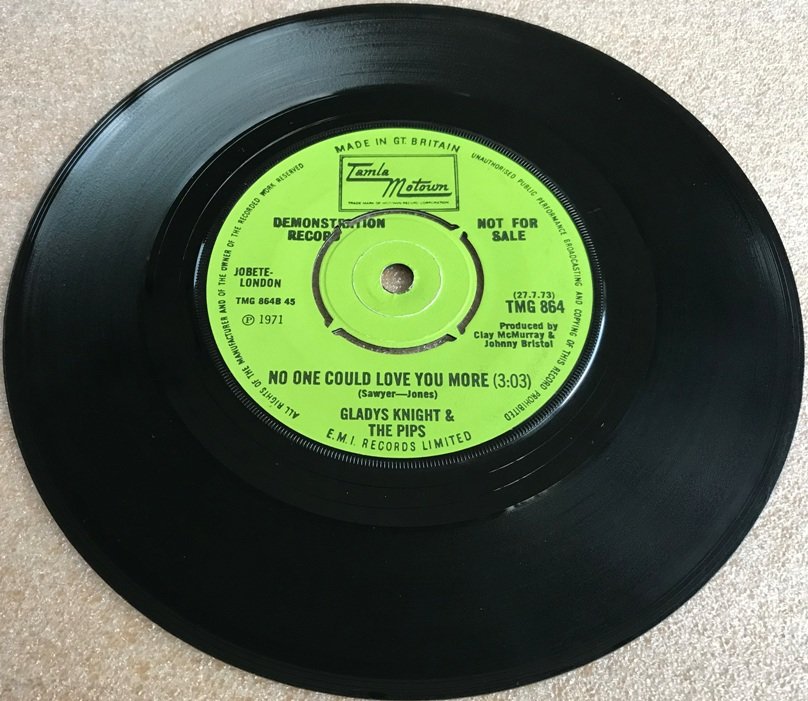 MADE IN GT. BRITAIN
UNAUTHORISED PUBLIC PERFORMANCE BROADCASTING AND COPYING OF THIS RECORD PROHIBITED
ALL RIGHTS OF THE MANUFACTURER AND OF THE OWNER OF THE RECORDED WORK RESERVED
Tamla
Motown
TRADE MARK OF MOTOWN RECORD CORPORATION
DEMONSTRATION
RECORD
NOT FOR
SALE
JOBETE-
LONDON
TMG 864B 45
Ⓟ 1971
(27.7.73)
TMG 864
Produced by
Clay McMurray &
Johnny Bristol
NO ONE COULD LOVE YOU MORE (3:03)
(Sawyer—Jones)
GLADYS KNIGHT &
THE PIPS
E.M.I. RECORDS LIMITED